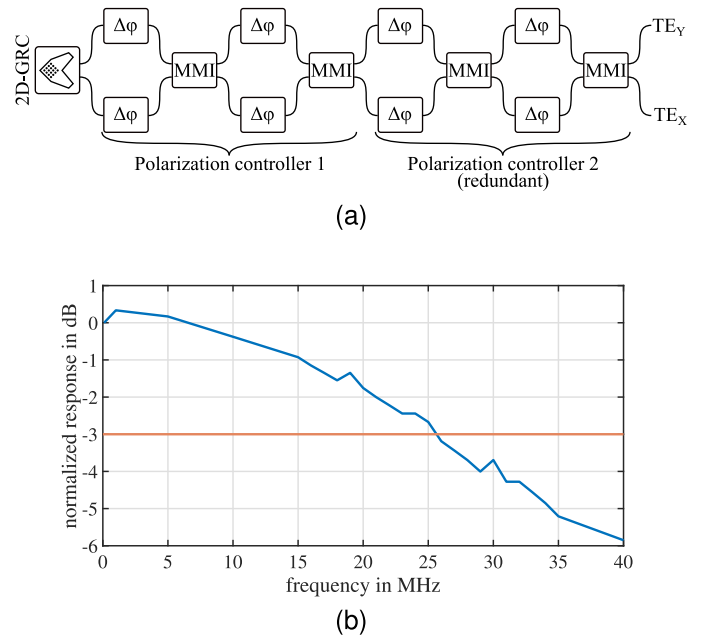 Δφ Δφ Δφ Δφ
2D-GRC
MMI MMI MMI MMI
TE_Y
TE_X
Δφ Δφ Δφ Δφ
Polarization controller 1
Polarization controller 2
(redundant)
(a)
normalized response in dB
1
0
-1
-2
-3
-4
-5
-6
0 5 10 15 20 25 30 35 40
frequency in MHz
(b)